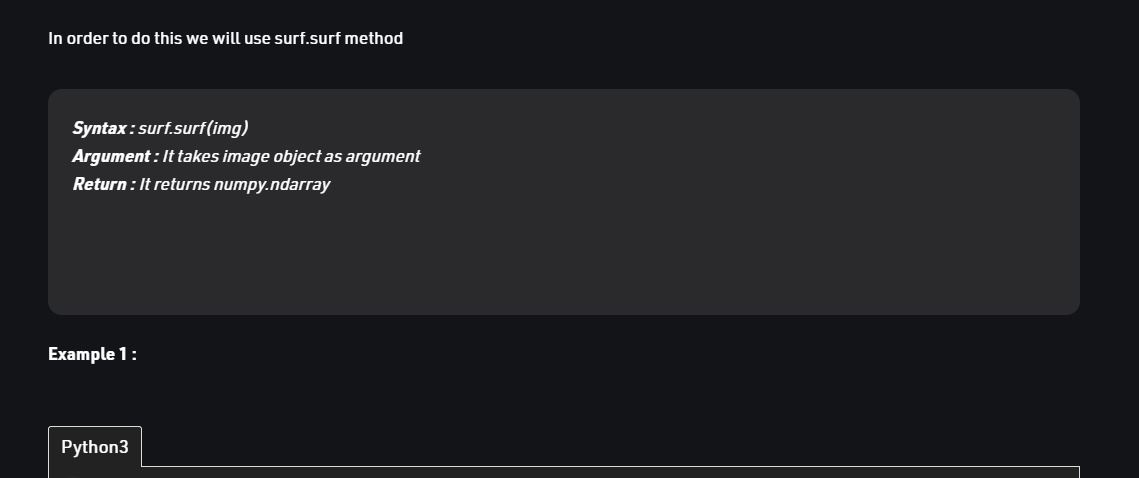 In order to do this we will use surf.surf method
Syntax : surf.surf(img)
Argument : It takes image object as argument
Return : It returns numpy.ndarray
Example 1 :
Python3